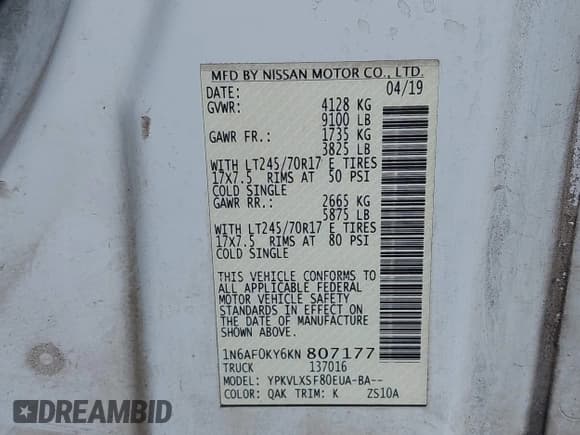 MFD BY NISSAN MOTOR CO., LTD.
DATE: 04/19
GVWR: 4128 KG
9100 LB
GAWR FR.: 1735 KG
3825 LB
WITH LT245/70R17 E TIRES
17x7.5 RIMS AT 50 PSI
COLD SINGLE
GAWR RR.: 2665 KG
5875 LB
WITH LT245/70R17 E TIRES
17x7.5 RIMS AT 80 PSI
COLD SINGLE
THIS VEHICLE CONFORMS TO
ALL APPLICABLE FEDERAL
MOTOR VEHICLE SAFETY
STANDARDS IN EFFECT ON
THE DATE OF MANUFACTURE
SHOWN ABOVE.
1N6AF0KY6KN 807177
TRUCK 137016
MODEL: YPKVLXSF80EUA-BA--
COLOR: QAK TRIM: K ZS10A
DREAMBID